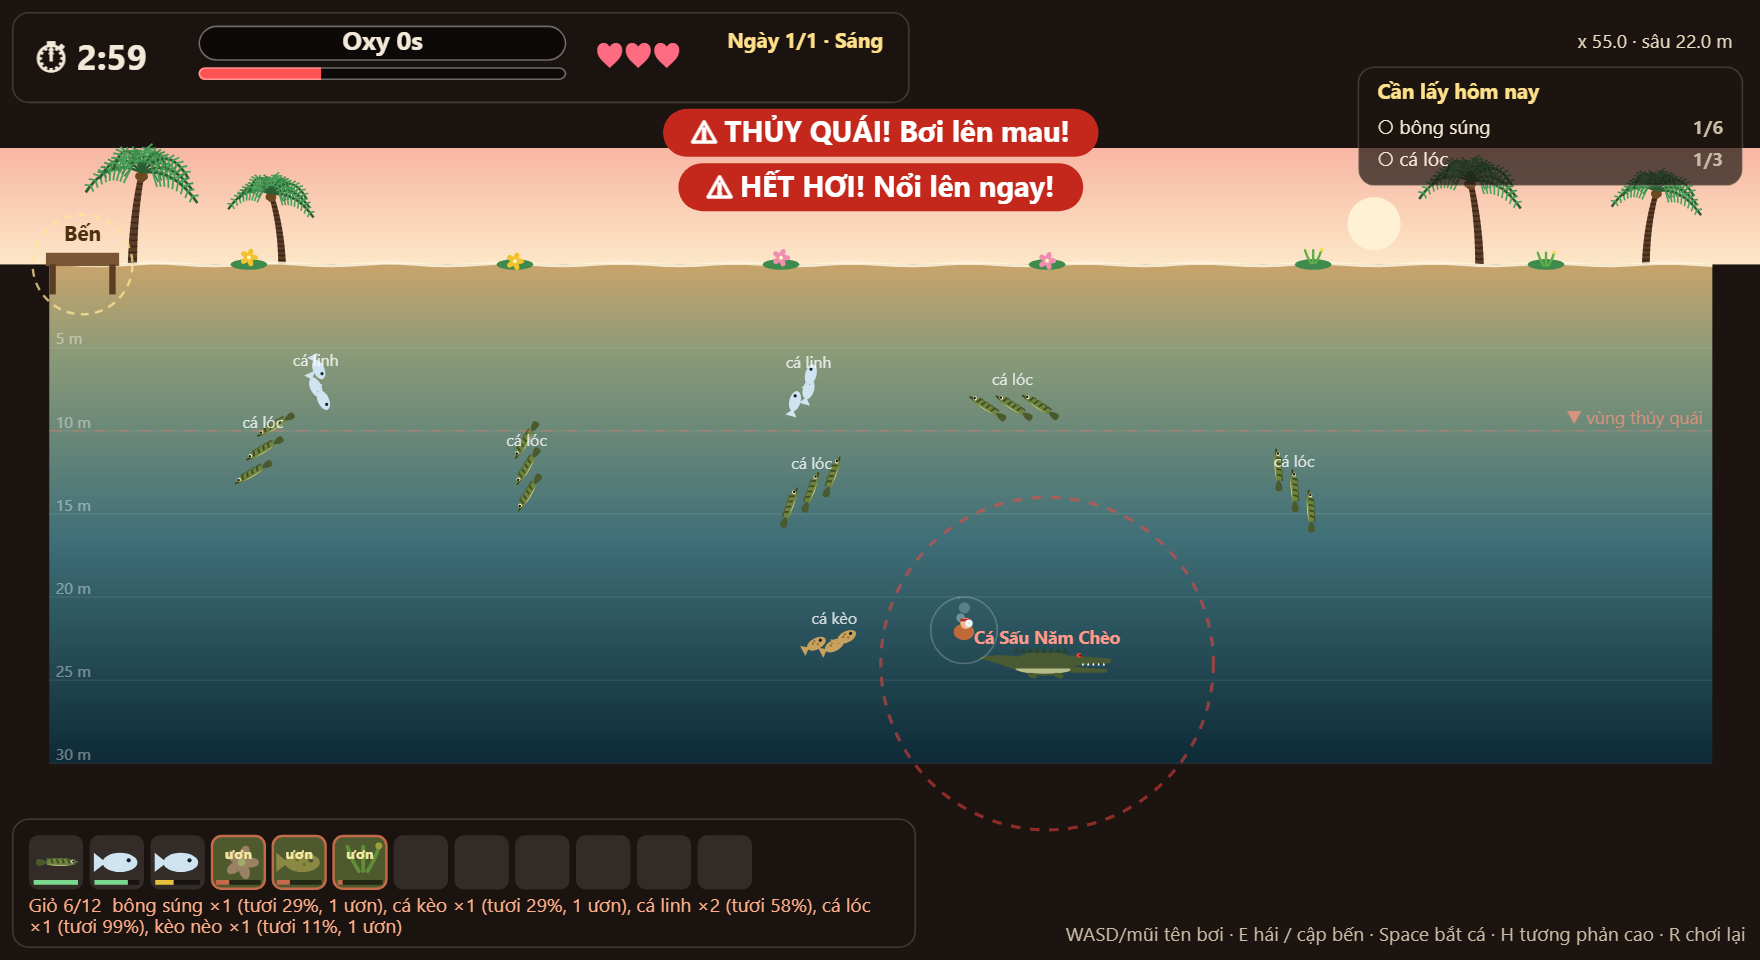 ⏱ 2:59
Oxy 0s
Ngày 1/1 · Sáng
x 55.0 · sâu 22.0 m
Cần lấy hôm nay
bông súng 1/6
cá lóc 1/3
⚠ THỦY QUÁI! Bơi lên mau!
⚠ HẾT HƠI! Nổi lên ngay!
Bến
5 m
cá linh
cá linh
cá lóc
10 m
cá lóc
cá lóc
▼ vùng thủy quái
cá lóc
cá lóc
15 m
20 m
cá kèo
Cá Sấu Năm Chèo
25 m
30 m
ươn
ươn
ươn
Giỏ 6/12 bông súng ×1 (tươi 29%, 1 ươn), cá kèo ×1 (tươi 29%, 1 ươn), cá linh ×2 (tươi 58%), cá lóc
×1 (tươi 99%), kèo nèo ×1 (tươi 11%, 1 ươn)
WASD/mũi tên bơi · E hái / cập bến · Space bắt cá · H tương phản cao · R chơi lại